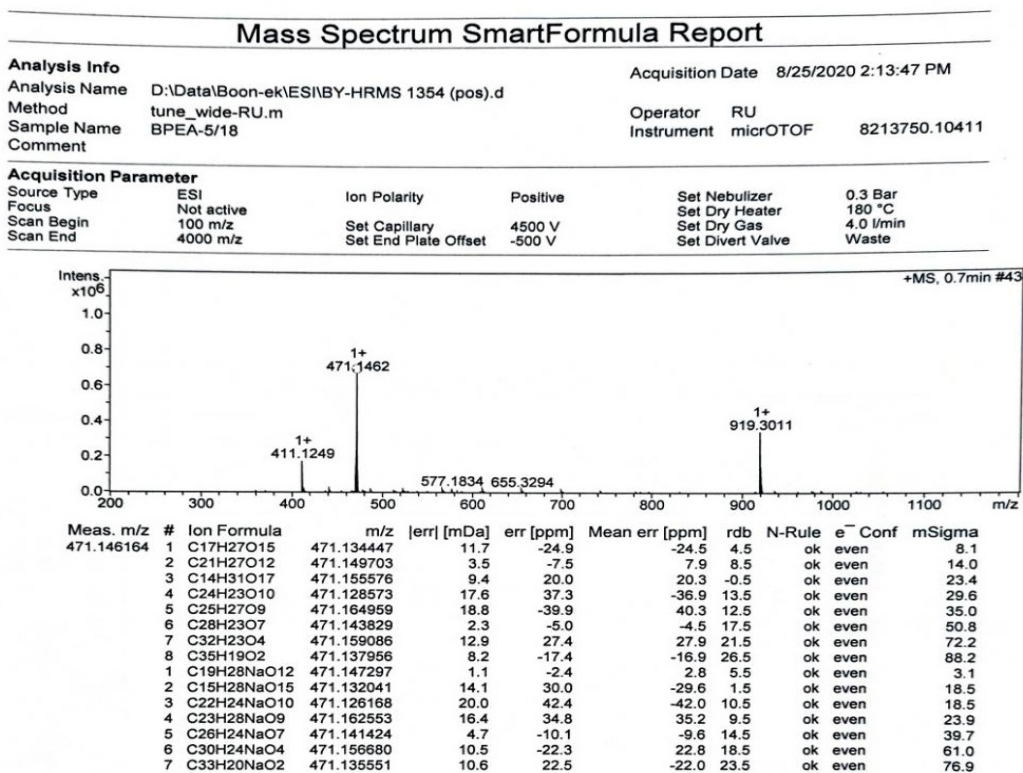 Mass Spectrum SmartFormula Report
Analysis Info
Acquisition Date 8/25/2020 2:13:47 PM
Analysis Name D:\Data\Boon-ek\ESI\BY-HRMS 1354 (pos).d
Method tune_wide-RU.m Operator RU
Sample Name BPEA-5/18 Instrument micrOTOF 8213750.10411
Comment
Acquisition Parameter
Source Type ESI Ion Polarity Positive Set Nebulizer 0.3 Bar
Focus Not active Set Dry Heater 180 °C
Scan Begin 100 m/z Set Capillary 4500 V Set Dry Gas 4.0 l/min
Scan End 4000 m/z Set End Plate Offset -500 V Set Divert Valve Waste
Intens. +MS, 0.7min #43
x106
1.0
0.8
1+
471.1462
0.6
0.4
1+
919.3011
0.2
1+
411.1249
577.1834 655.3294
0.0
200 300 400 500 600 700 800 900 1000 1100 m/z
Meas. m/z # Ion Formula m/z |err| [mDa] err [ppm] Mean err [ppm] rdb N-Rule e¯ Conf mSigma
471.146164 1 C17H27O15 471.134447 11.7 -24.9 -24.5 4.5 ok even 8.1
2 C21H27O12 471.149703 3.5 -7.5 7.9 8.5 ok even 14.0
3 C14H31O17 471.155576 9.4 20.0 20.3 -0.5 ok even 23.4
4 C24H23O10 471.128573 17.6 37.3 -36.9 13.5 ok even 29.6
5 C25H27O9 471.164959 18.8 -39.9 40.3 12.5 ok even 35.0
6 C28H23O7 471.143829 2.3 -5.0 -4.5 17.5 ok even 50.8
7 C32H23O4 471.159086 12.9 27.4 27.9 21.5 ok even 72.2
8 C35H19O2 471.137956 8.2 -17.4 -16.9 26.5 ok even 88.2
1 C19H28NaO12 471.147297 1.1 -2.4 2.8 5.5 ok even 3.1
2 C15H28NaO15 471.132041 14.1 30.0 -29.6 1.5 ok even 18.5
3 C22H24NaO10 471.126168 20.0 42.4 -42.0 10.5 ok even 18.5
4 C23H28NaO9 471.162553 16.4 34.8 35.2 9.5 ok even 23.9
5 C26H24NaO7 471.141424 4.7 -10.1 -9.6 14.5 ok even 39.7
6 C30H24NaO4 471.156680 10.5 -22.3 22.8 18.5 ok even 61.0
7 C33H20NaO2 471.135551 10.6 22.5 -22.0 23.5 ok even 76.9